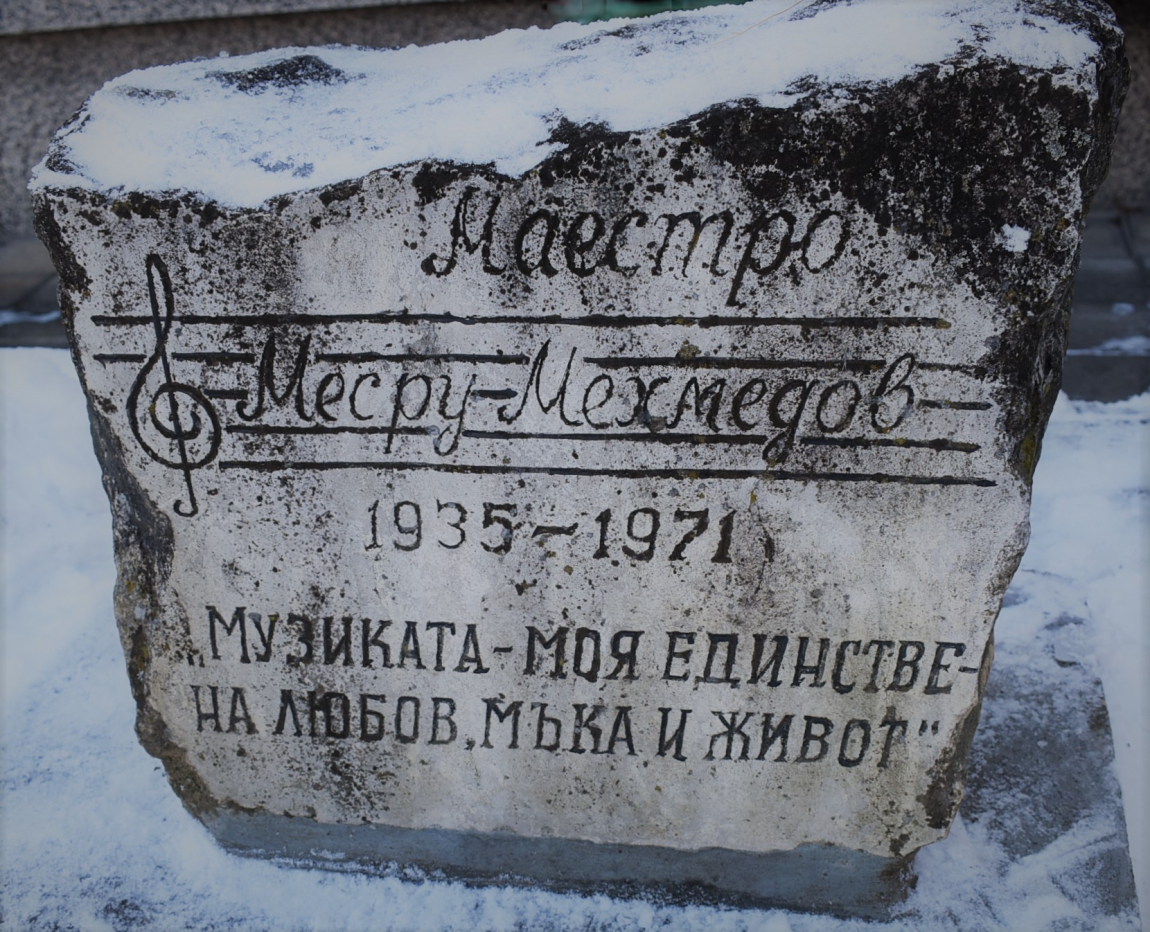 Маестро
Месру-Мехмедов
1935-1971
„МУЗИКАТА-МОЯ ЕДИНСТВЕ-
НА ЛЮБОВ, МЪКА И ЖИВОТ“